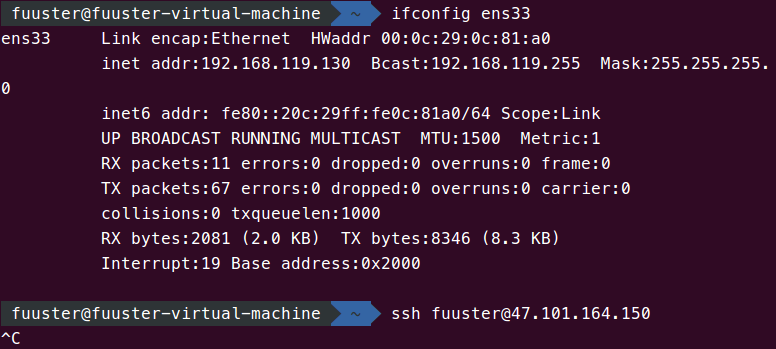 fuuster@fuuster-virtual-machine ~ ifconfig ens33
ens33 Link encap:Ethernet HWaddr 00:0c:29:0c:81:a0
inet addr:192.168.119.130 Bcast:192.168.119.255 Mask:255.255.255.
0
inet6 addr: fe80::20c:29ff:fe0c:81a0/64 Scope:Link
UP BROADCAST RUNNING MULTICAST MTU:1500 Metric:1
RX packets:11 errors:0 dropped:0 overruns:0 frame:0
TX packets:67 errors:0 dropped:0 overruns:0 carrier:0
collisions:0 txqueuelen:1000
RX bytes:2081 (2.0 KB) TX bytes:8346 (8.3 KB)
Interrupt:19 Base address:0x2000
fuuster@fuuster-virtual-machine ~ ssh fuuster@47.101.164.150
^C